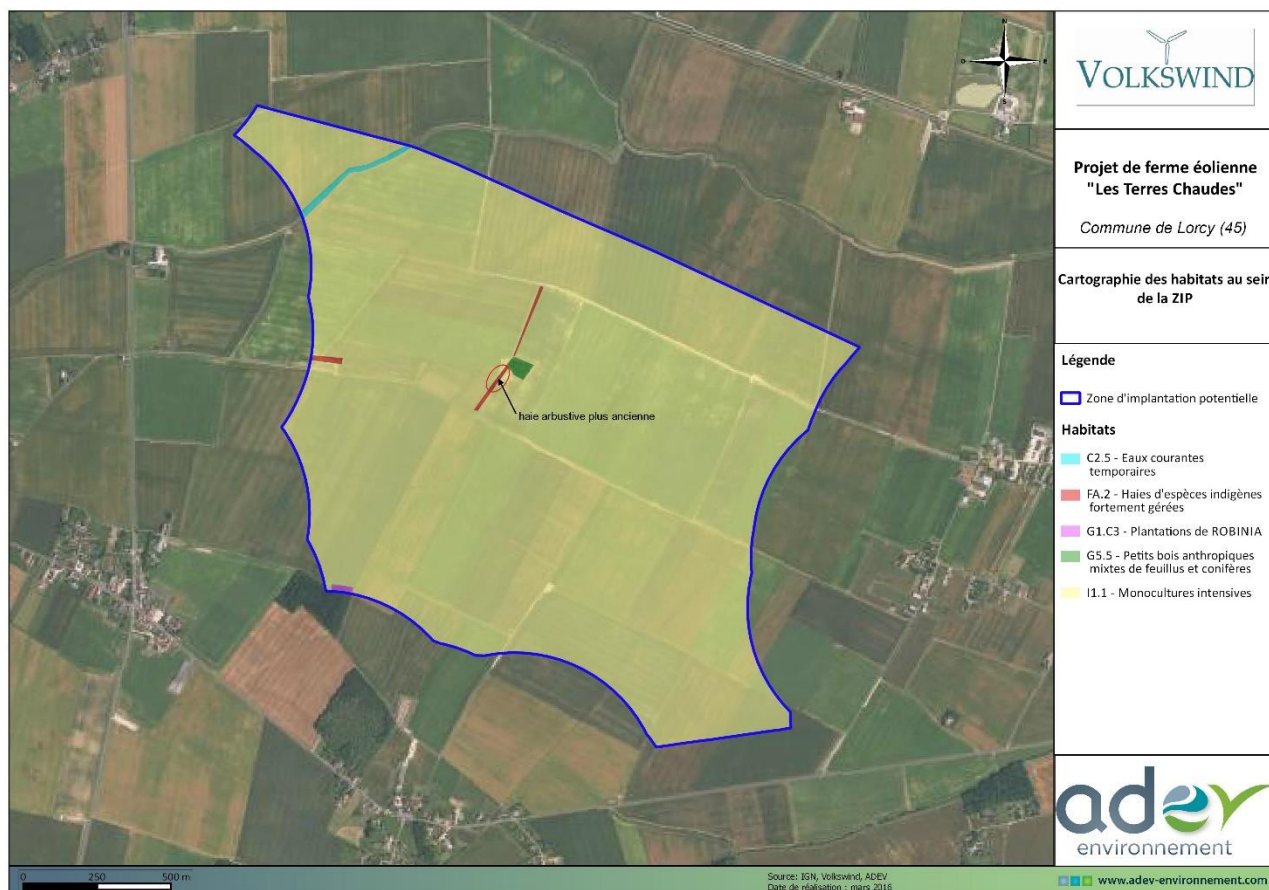 N
O
E
S
VOLKSWIND
Projet de ferme éolienne
"Les Terres Chaudes"
Commune de Lorcy (45)
Cartographie des habitats au sein
de la ZIP
Légende
Zone d'implantation potentielle
Habitats
C2.5 - Eaux courantes
temporaires
FA.2 - Haies d'espèces indigènes
fortement gérées
G1.C3 - Plantations de ROBINIA
G5.5 - Petits bois anthropiques
mixtes de feuillus et conifères
I1.1 - Monocultures intensives
haie arbustive plus ancienne
adev
environnement
0 250 500 m
Source: IGN, Volkswind, ADEV
Date de réalisation : mars 2016
www.adev-environnement.com